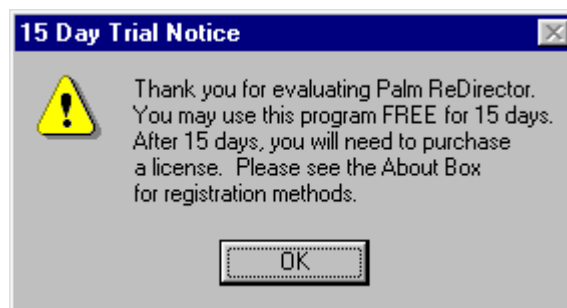 15 Day Trial Notice
Thank you for evaluating Palm ReDirector.
You may use this program FREE for 15 days.
After 15 days, you will need to purchase
a license.  Please see the About Box
for registration methods.
OK